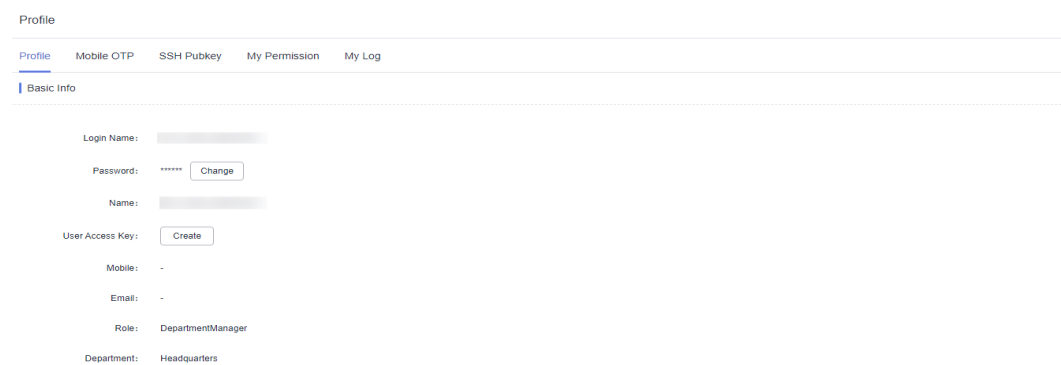 Profile
Profile Mobile OTP SSH Pubkey My Permission My Log
Basic Info
Login Name:
Password: ****** Change
Name:
User Access Key: Create
Mobile: -
Email: -
Role: DepartmentManager
Department: Headquarters